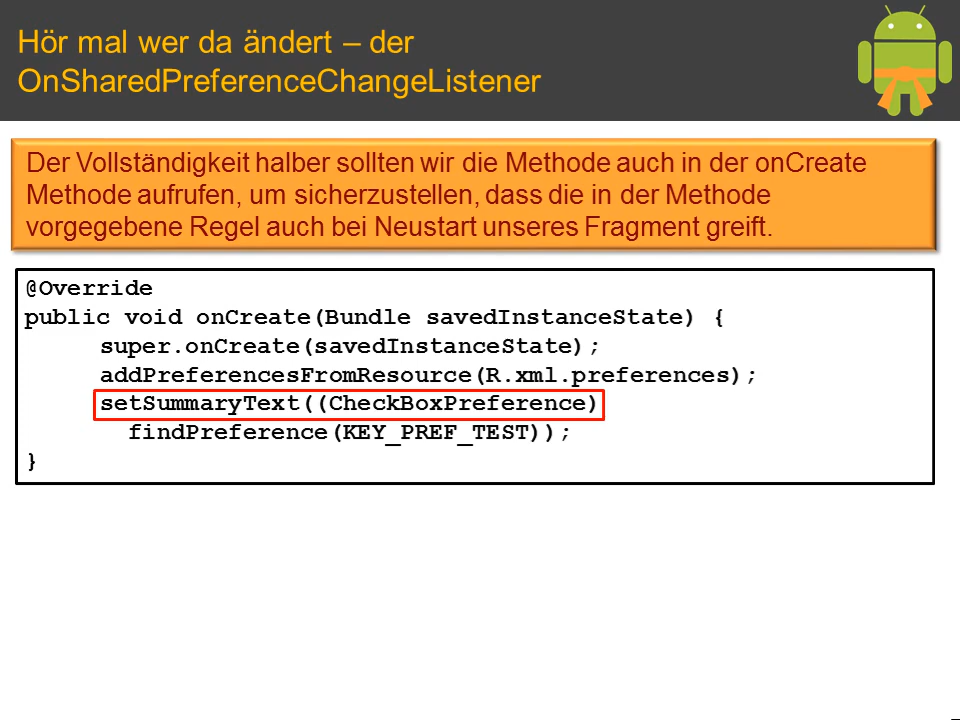 Hör mal wer da ändert – der
OnSharedPreferenceChangeListener
Der Vollständigkeit halber sollten wir die Methode auch in der onCreate
Methode aufrufen, um sicherzustellen, dass die in der Methode
vorgegebene Regel auch bei Neustart unseres Fragment greift.
@Override
public void onCreate(Bundle savedInstanceState) {
super.onCreate(savedInstanceState);
addPreferencesFromResource(R.xml.preferences);
setSummaryText((CheckBoxPreference)
findPreference(KEY_PREF_TEST));
}